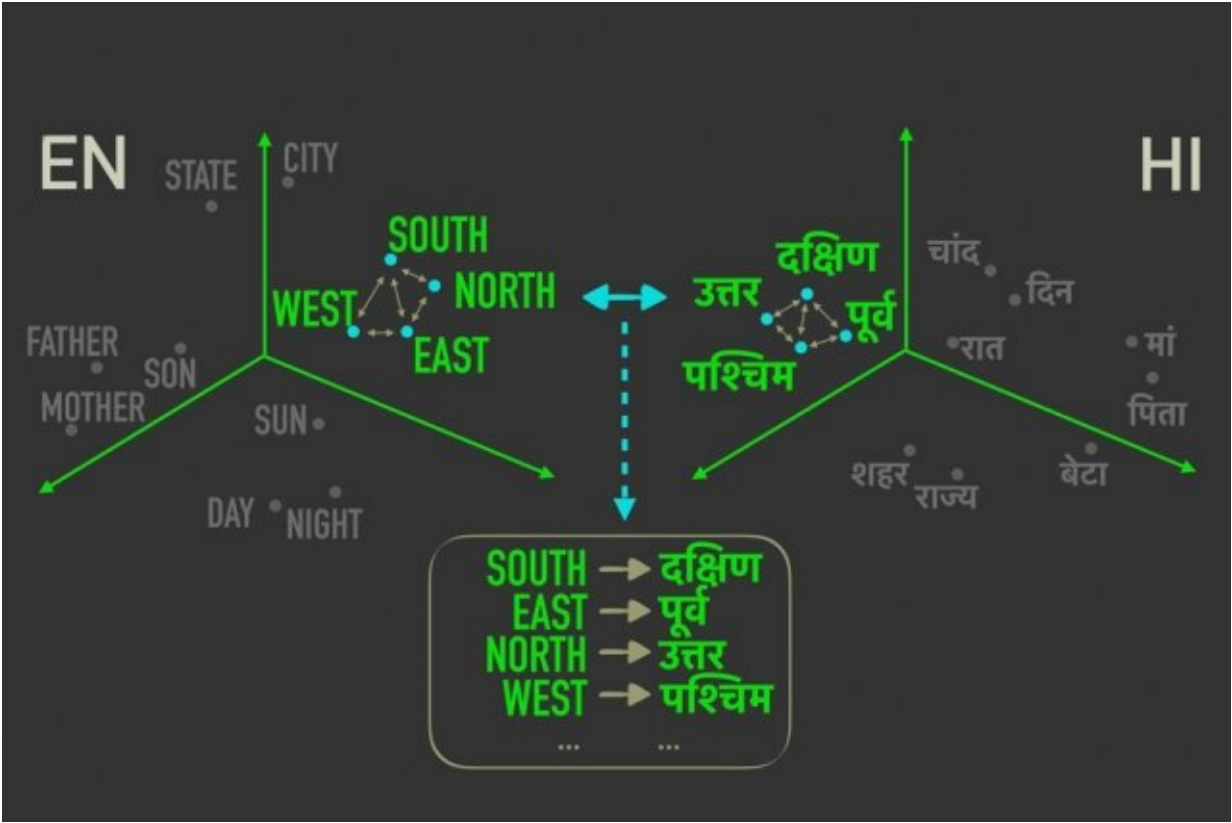 EN
STATE
CITY
SOUTH
WEST
NORTH
EAST
FATHER
SON
MOTHER
SUN
DAY
NIGHT
HI
चांद
दिन
दक्षिण
उत्तर
पूर्व
पश्चिम
रात
मां
पिता
शहर
राज्य
बेटा
SOUTH → दक्षिण
EAST → पूर्व
NORTH → उत्तर
WEST → पश्चिम
... ...